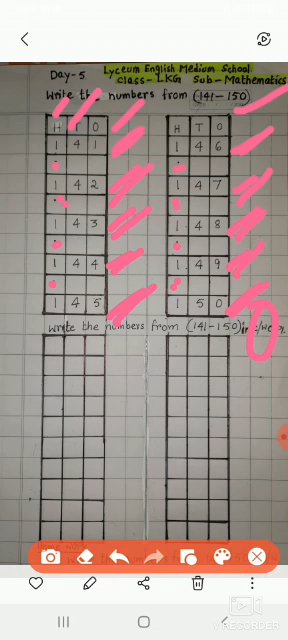 Day-5
Lyceum English Medium School
Class-LKG Sub-Mathematics
Write the numbers from (141-150)
H T O
1 4 1
1 4 2
1 4 3
1 4 4
1 4 5
H T O
1 4 6
1 4 7
1 4 8
1 4 9
1 5 0
Write the numbers from (141-150)
RECORDER